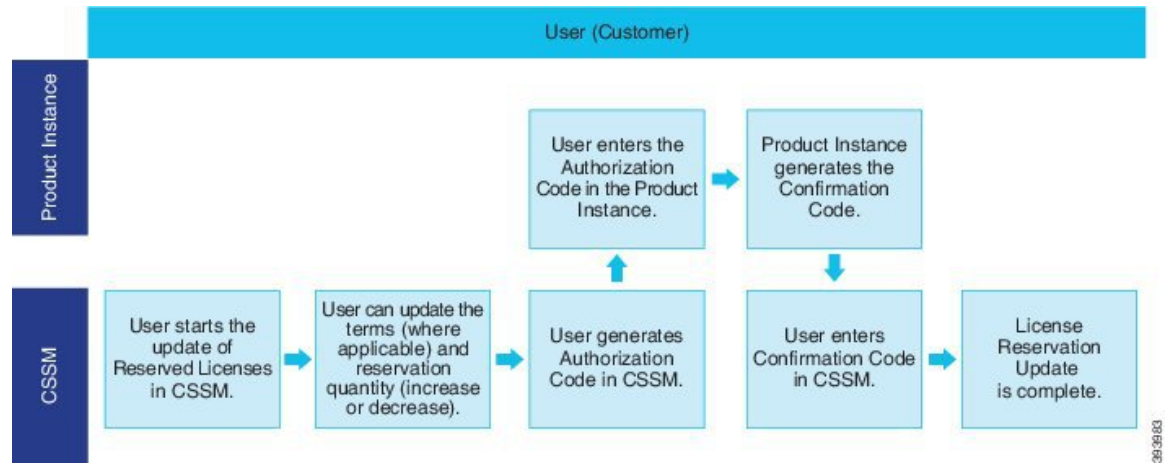 User (Customer)
Product Instance
User enters the
Authorization
Code in the Product
Instance.
Product Instance
generates the
Confirmation
Code.
CSSM
User starts the
update of
Reserved Licenses
in CSSM.
User can update the
terms (where
applicable) and
reservation
quantity (increase
or decrease).
User generates
Authorization
Code in CSSM.
User enters
Confirmation Code
in CSSM.
License
Reservation
Update
is complete.
393983